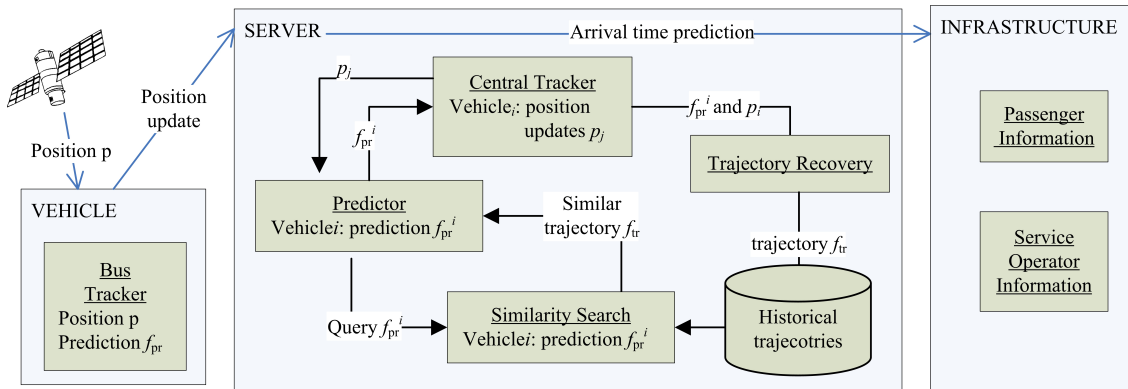 SERVER
Arrival time prediction
INFRASTRUCTURE
Position
update
Position p
VEHICLE
Bus
Tracker
Position p
Prediction fpr
pj
Central Tracker
Vehiclei: position
updates pj
fpr^i and pi
fpr^i
Trajectory Recovery
Predictor
Vehiclei: prediction fpr^i
Similar
trajectory ftr
trajectory ftr
Query fpr^i
Similarity Search
Vehiclei: prediction fpr^i
Historical
trajecotries
Passenger
Information
Service
Operator
Information